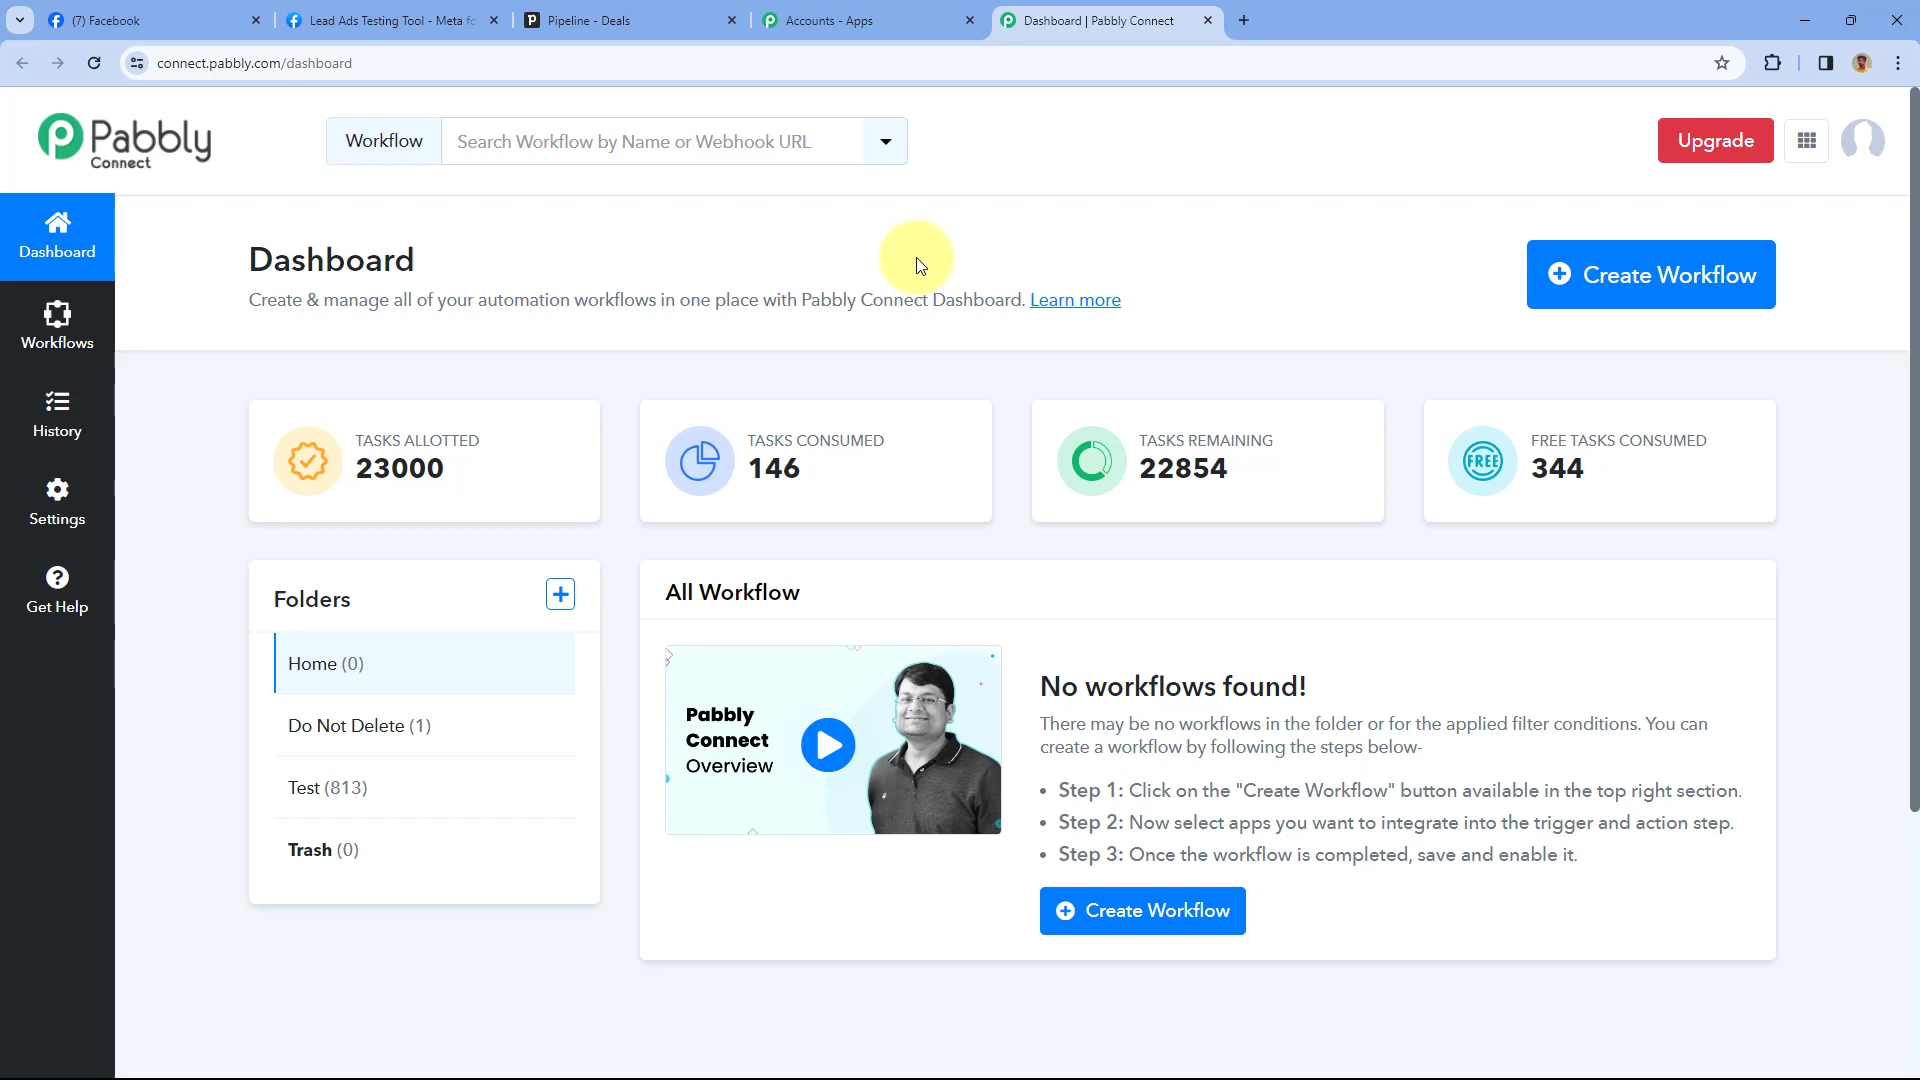 (7) Facebook
Lead Ads Testing Tool - Meta fo
Pipeline - Deals
Accounts - Apps
Dashboard | Pabbly Connect
connect.pabbly.com/dashboard
Pabbly
Connect
Workflow
Search Workflow by Name or Webhook URL
Upgrade
Dashboard
Workflows
History
Settings
Get Help
Dashboard
Create & manage all of your automation workflows in one place with Pabbly Connect Dashboard. Learn more
Create Workflow
TASKS ALLOTTED
23000
TASKS CONSUMED
146
TASKS REMAINING
22854
FREE
FREE TASKS CONSUMED
344
Folders
Home (0)
Do Not Delete (1)
Test (813)
Trash (0)
All Workflow
Pabbly
Connect
Overview
No workflows found!
There may be no workflows in the folder or for the applied filter conditions. You can
create a workflow by following the steps below-
• Step 1: Click on the "Create Workflow" button available in the top right section.
• Step 2: Now select apps you want to integrate into the trigger and action step.
• Step 3: Once the workflow is completed, save and enable it.
Create Workflow